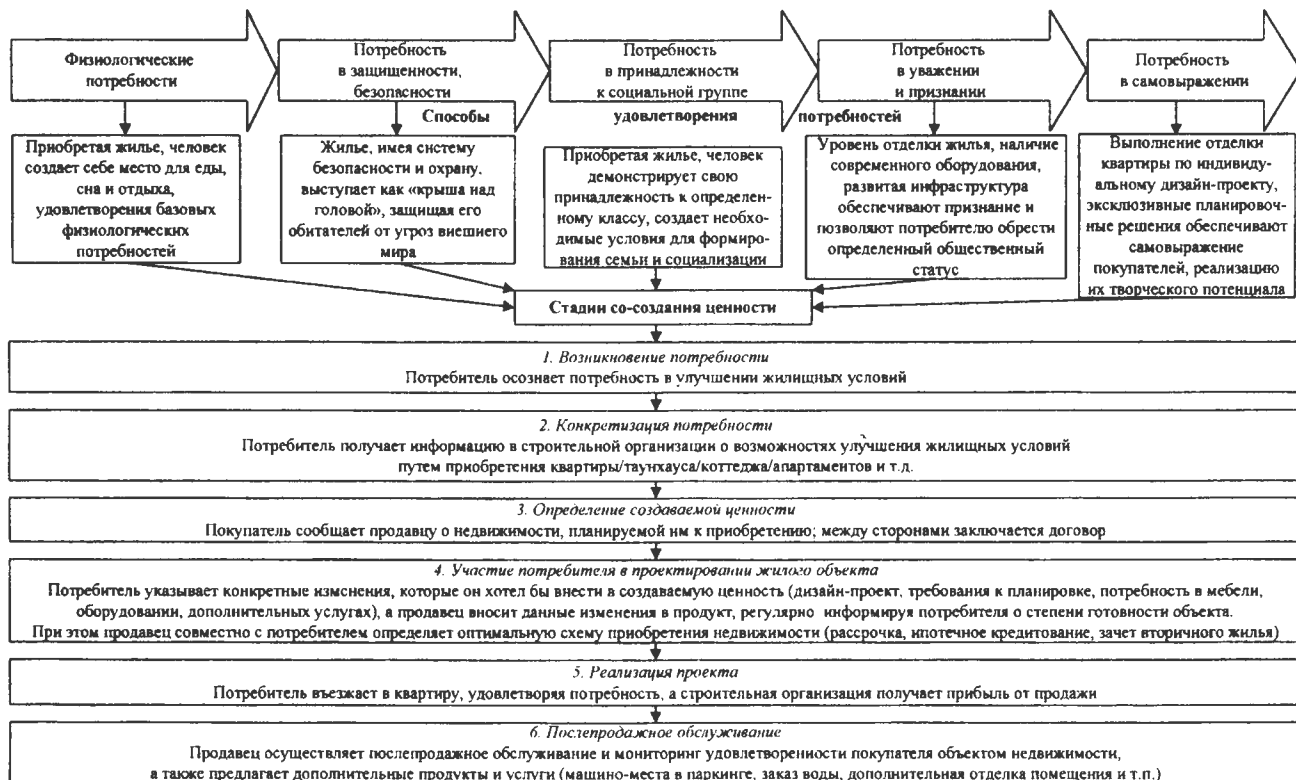 Физиологические
потребности
Потребность
в защищенности,
безопасности
Потребность
в принадлежности
к социальной группе
Потребность
в уважении
и признании
Потребность
в самовыражении
Способы удовлетворения потребностей
Приобретая жилье, человек
создает себе место для еды,
сна и отдыха,
удовлетворения базовых
физиологических
потребностей
Жилье, имея систему
безопасности и охрану,
выступает как «крыша над
головой», защищая его
обитателей от угроз внешнего
мира
Приобретая жилье, человек
демонстрирует свою
принадлежность к определен-
ному классу, создает необхо-
димые условия для формиро-
вания семьи и социализации
Уровень отделки жилья, наличие
современного оборудования,
развитая инфраструктура
обеспечивают признание и
позволяют потребителю обрести
определенный общественный
статус
Выполнение отделки
квартиры по индивиду-
альному дизайн-проекту,
эксклюзивные планировоч-
ные решения обеспечивают
самовыражение
покупателей, реализацию
их творческого потенциала
Стадии со-создания ценности
1. Возникновение потребности
Потребитель осознает потребность в улучшении жилищных условий
2. Конкретизация потребности
Потребитель получает информацию в строительной организации о возможностях улучшения жилищных условий
путем приобретения квартиры/таунхауса/коттеджа/апартаментов и т.д.
3. Определение создаваемой ценности
Покупатель сообщает продавцу о недвижимости, планируемой им к приобретению; между сторонами заключается договор
4. Участие потребителя в проектировании жилого объекта
Потребитель указывает конкретные изменения, которые он хотел бы внести в создаваемую ценность (дизайн-проект, требования к планировке, потребность в мебели,
оборудовании, дополнительных услугах), а продавец вносит данные изменения в продукт, регулярно информируя потребителя о степени готовности объекта.
При этом продавец совместно с потребителем определяет оптимальную схему приобретения недвижимости (рассрочка, ипотечное кредитование, зачет вторичного жилья)
5. Реализация проекта
Потребитель въезжает в квартиру, удовлетворяя потребность, а строительная организация получает прибыль от продажи
6. Послепродажное обслуживание
Продавец осуществляет послепродажное обслуживание и мониторинг удовлетворенности покупателя объектом недвижимости,
а также предлагает дополнительные продукты и услуги (машино-места в паркинге, заказ воды, дополнительная отделка помещения и т.п.)